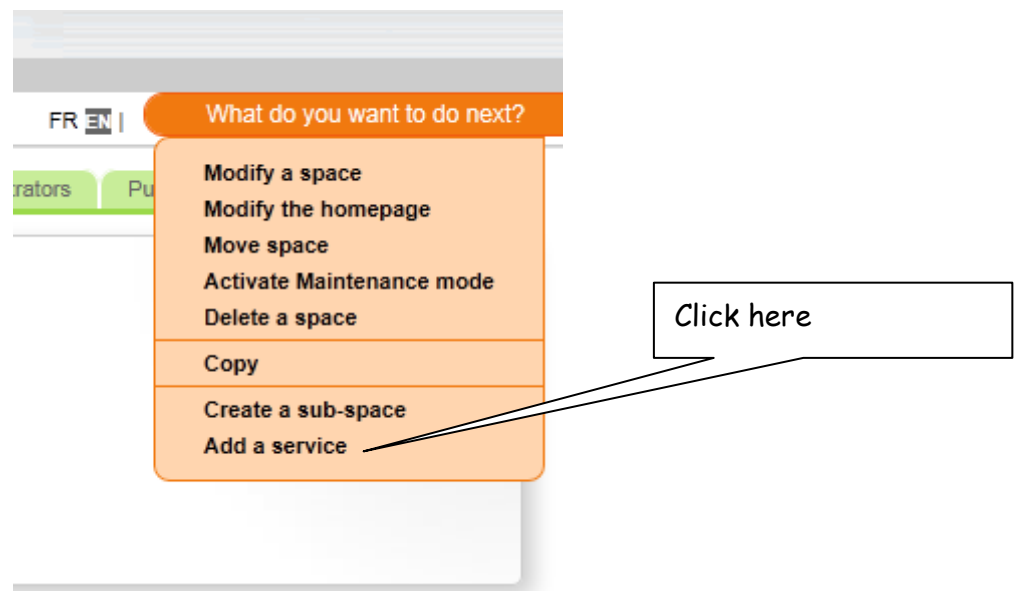 FR EN |
What do you want to do next?
trators
Pu
Modify a space
Modify the homepage
Move space
Activate Maintenance mode
Delete a space
Copy
Create a sub-space
Add a service
Click here